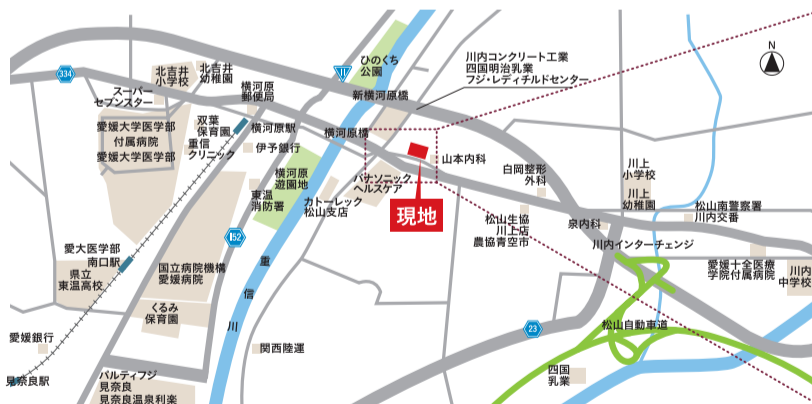 334
北吉井
小学校
北吉井
幼稚園
スーパー
セブンスター
横河原
郵便局
愛媛大学医学部
付属病院
愛媛大学医学部
双葉
保育園
重信
クリニック
横河原駅
伊予銀行
11
ひのくち
公園
新横河原橋
横河原橋
川内コンクリート工業
四国明治乳業
フジ・レディチルドセンター
N
山本内科
パナソニック
ヘルスケア
現地
横河原
遊園地
カトーレック
松山支店
東温
消防署
152
白岡整形
外科
川上
小学校
川上
幼稚園
松山生協
川上店
農協青空市
泉内科
松山南警察署
川内交番
川内インターチェンジ
愛媛十全医療
学院付属病院
川内
中学校
愛大医学部
南口駅
県立
東温高校
国立病院機構
愛媛病院
くるみ
保育園
重信川
愛媛銀行
見奈良駅
パルティフジ
見奈良
見奈良温泉利楽
関西陸運
23
松山自動車道
四国
乳業